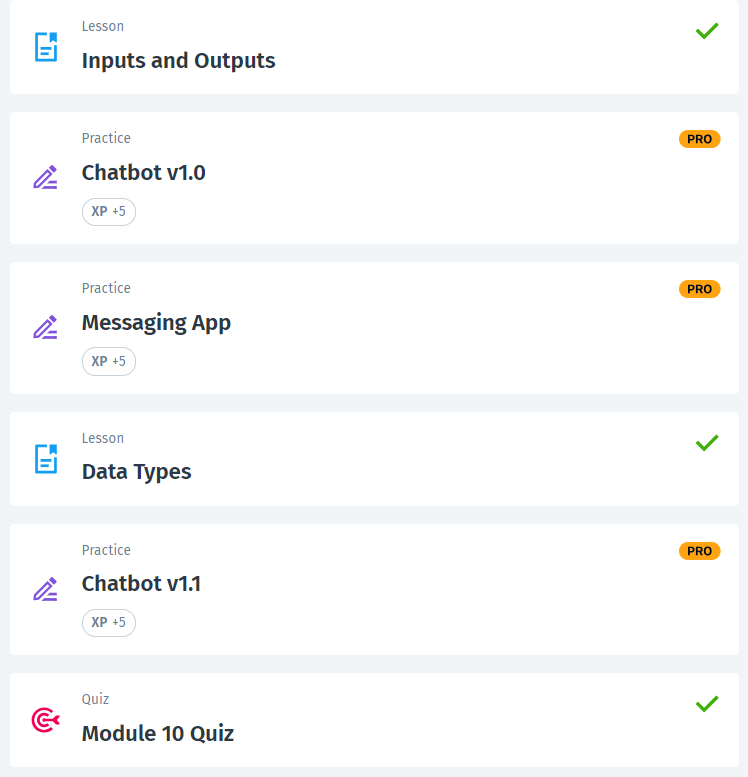 Lesson
Inputs and Outputs
Practice
PRO
Chatbot v1.0
XP +5
Practice
PRO
Messaging App
XP +5
Lesson
Data Types
Practice
PRO
Chatbot v1.1
XP +5
Quiz
Module 10 Quiz